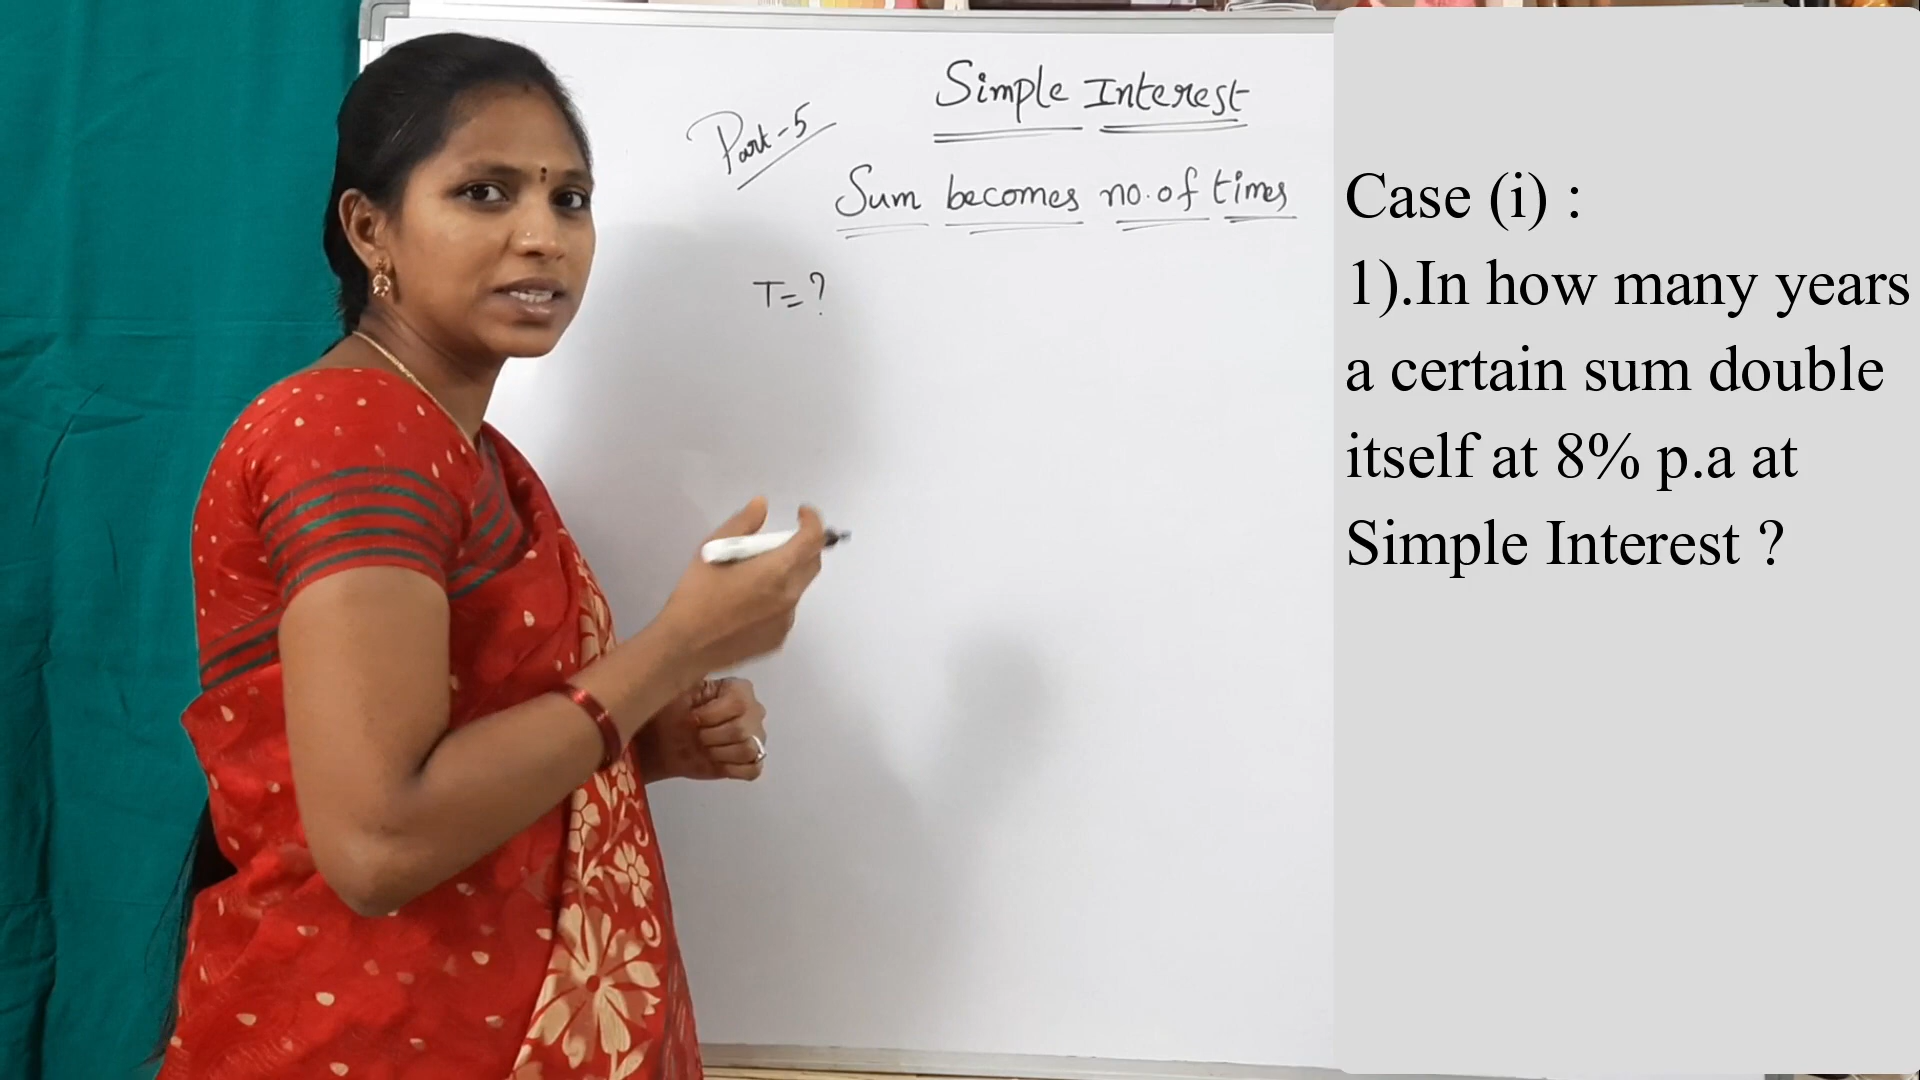 Simple Interest
Part-5
Sum becomes no.of times
T=?
Case (i) :
1).In how many years
a certain sum double
itself at 8% p.a at
Simple Interest ?